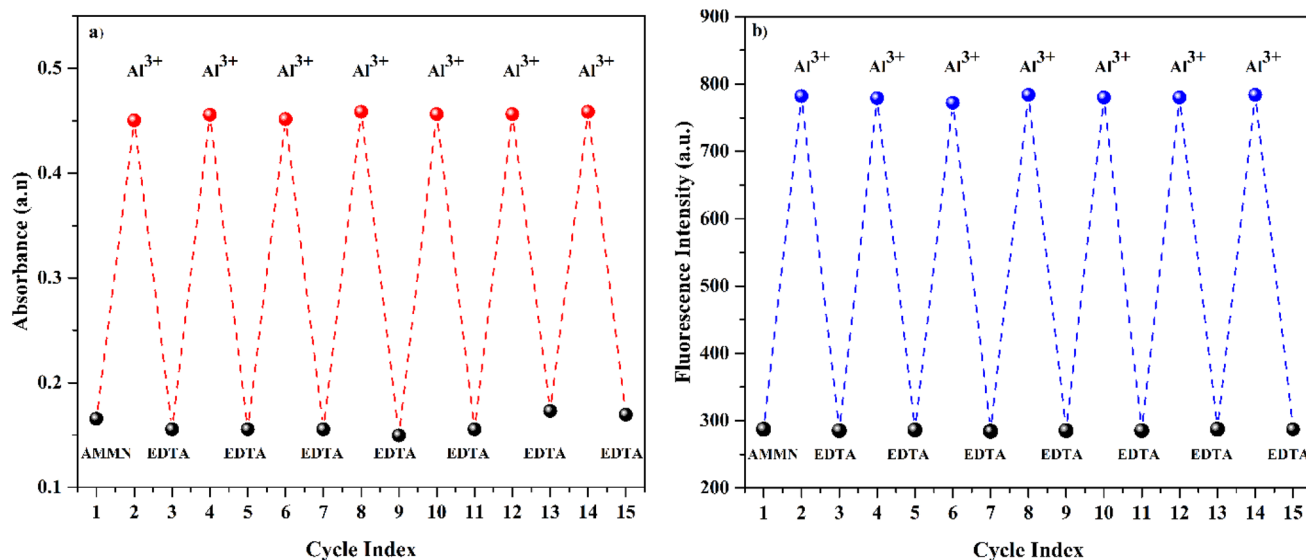 a)
Al3+ Al3+ Al3+ Al3+ Al3+ Al3+ Al3+
0.5
0.4
0.3
0.2
0.1
Absorbance (a.u)
AMMN EDTA EDTA EDTA EDTA EDTA EDTA EDTA
1 2 3 4 5 6 7 8 9 10 11 12 13 14 15
Cycle Index
b)
Al3+ Al3+ Al3+ Al3+ Al3+ Al3+ Al3+
900
800
700
600
500
400
300
200
Fluorescence Intensity (a.u.)
AMMN EDTA EDTA EDTA EDTA EDTA EDTA EDTA
1 2 3 4 5 6 7 8 9 10 11 12 13 14 15
Cycle Index